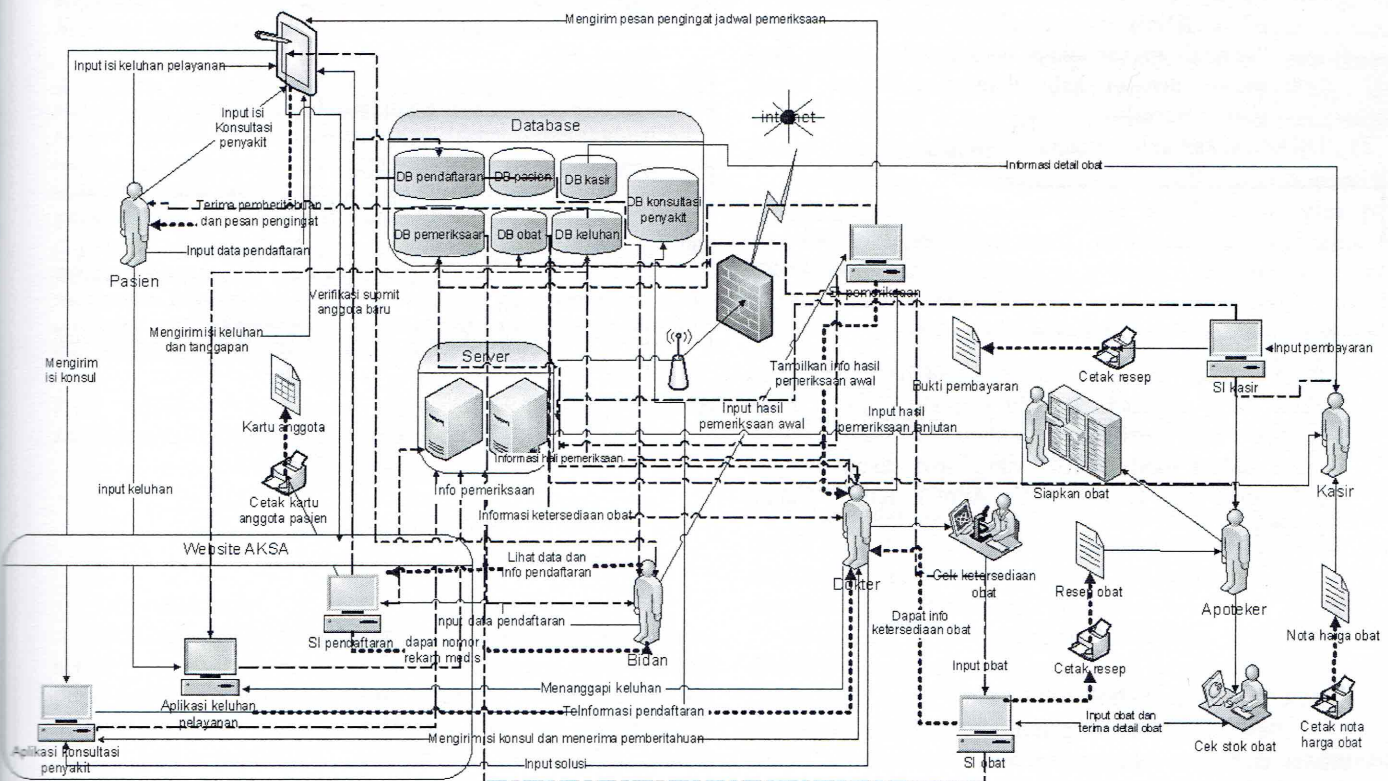 Mengirim pesan pengingat jadwal pemeriksaan
Input isi keluhan pelayanan
Input isi
Konsultasi
penyakit
Database
internet
DB pendaftaran
DB pasien
DB kasir
DB konsultasi
penyakit
Informasi detail obat
Terima pemberitahuan
dan pesan pengingat
DB pemeriksaan
DB obat
DB keluhan
Input data pendaftaran
Pasien
SI pemeriksaan
Verifikasi submit
anggota baru
Mengirim isi keluhan
dan tanggapan
Mengirim
isi konsul
Server
Tampilkan info hasil
pemeriksaan awal
Bukti pembayaran
Cetak resep
Input pembayaran
SI kasir
Kartu anggota
Input hasil
pemeriksaan awal
Input hasil
pemeriksaan lanjutan
Informasi hail pemeriksaan
Info pemeriksaan
Siapkan obat
Kasir
input keluhan
Cetak kartu
anggota pasien
Informasi ketersediaan obat
Website AKSA
Lihat data dan
Info pendaftaran
Dokter
Cek ketersediaan
obat
Resep obat
Apoteker
Input data pendaftaran
SI pendaftaran
dapat nomor
rekam medis
Bidan
Dapat info
ketersediaan obat
Nota harga obat
Input obat
Cetak resep
Menanggapi keluhan
Aplikasi keluhan
pelayanan
TeInformasi pendaftaran
Input obat dan
terima detail obat
Cek stok obat
Cetak nota
harga obat
Mengirim isi konsul dan menerima pemberitahuan
Aplikasi konsultasi
penyakit
Input solusi
SI obat